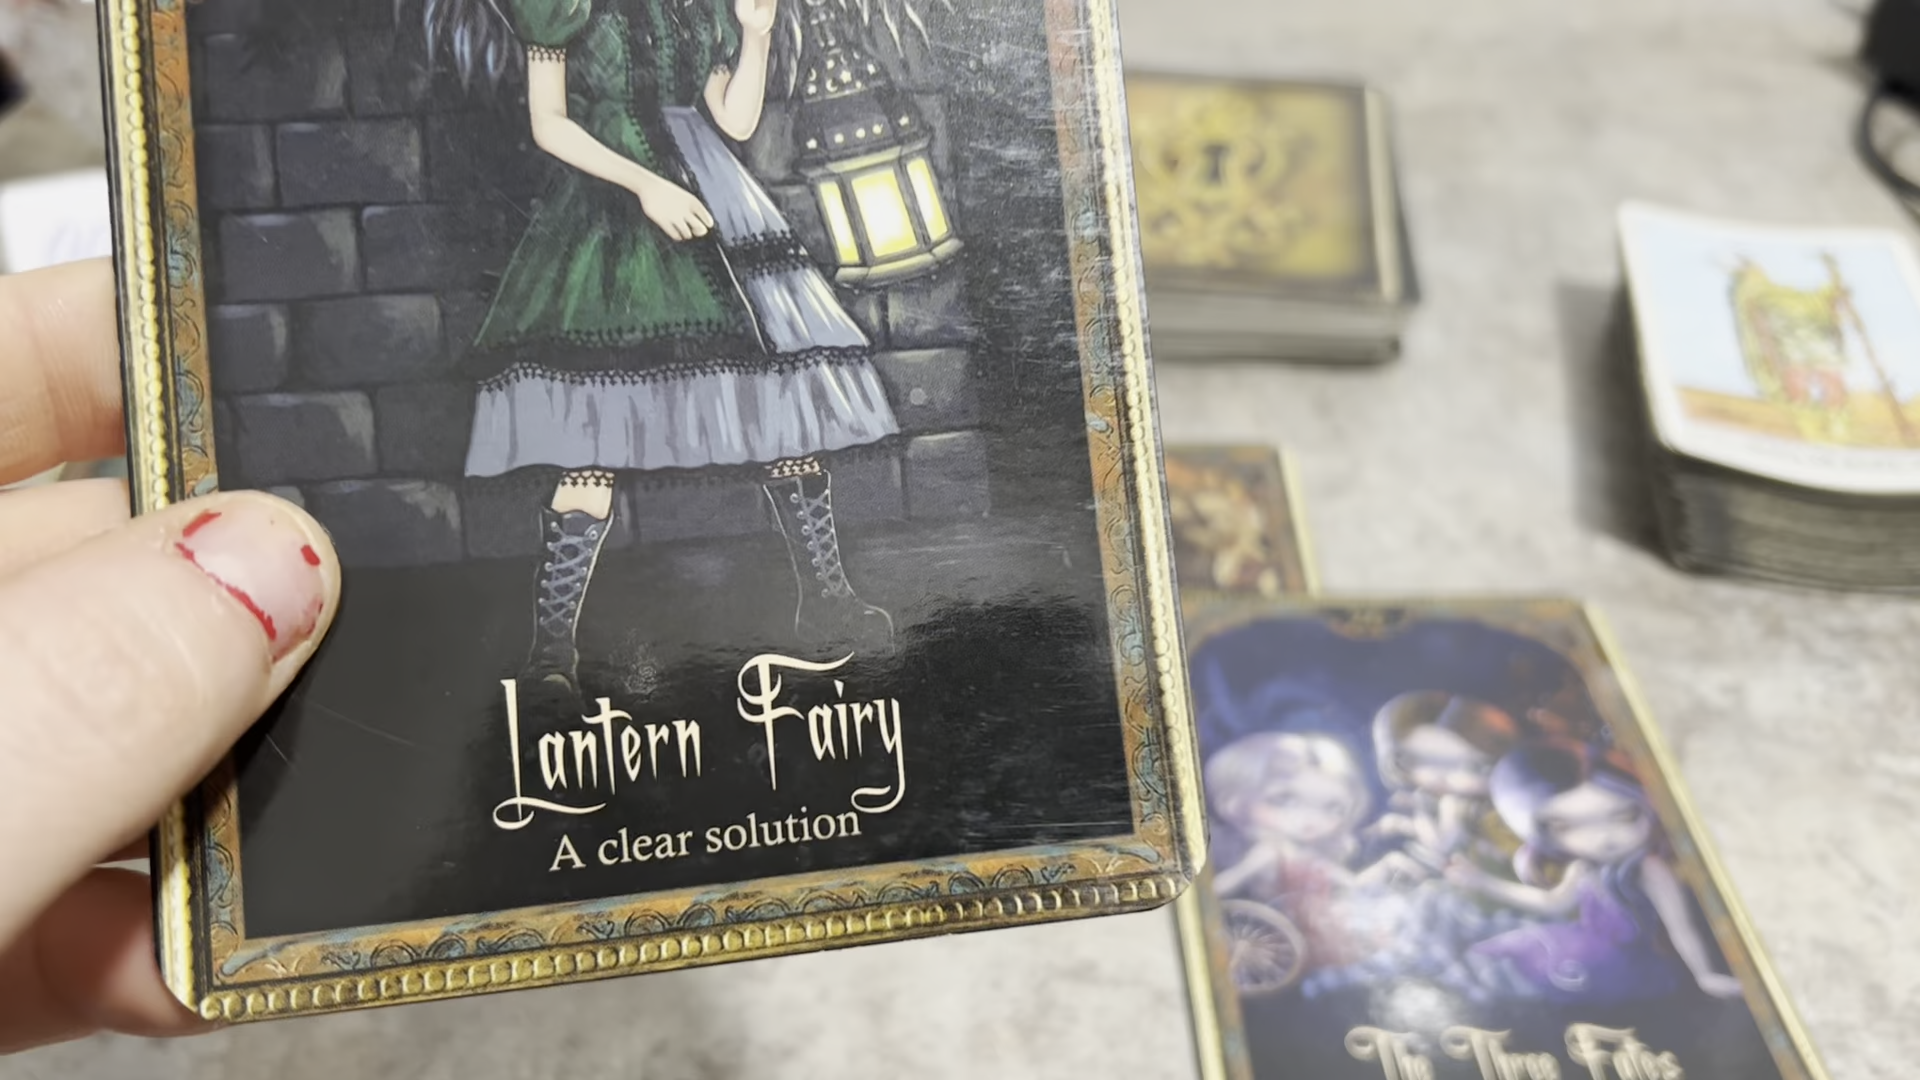 Lantern Fairy
A clear solution
The Three Fates